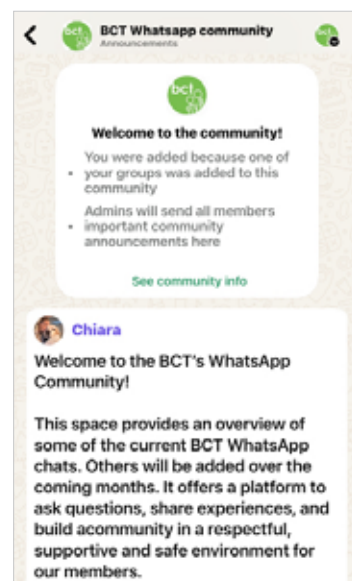 BCT Whatsapp community
Announcements
bct
Welcome to the community!
You were added because one of
• your groups was added to this
community
Admins will send all members
• important community
announcements here
See community info
Chiara
Welcome to the BCT's WhatsApp
Community!
This space provides an overview of
some of the current BCT WhatsApp
chats. Others will be added over the
coming months. It offers a platform to
ask questions, share experiences, and
build acommunity in a respectful,
supportive and safe environment for
our members.